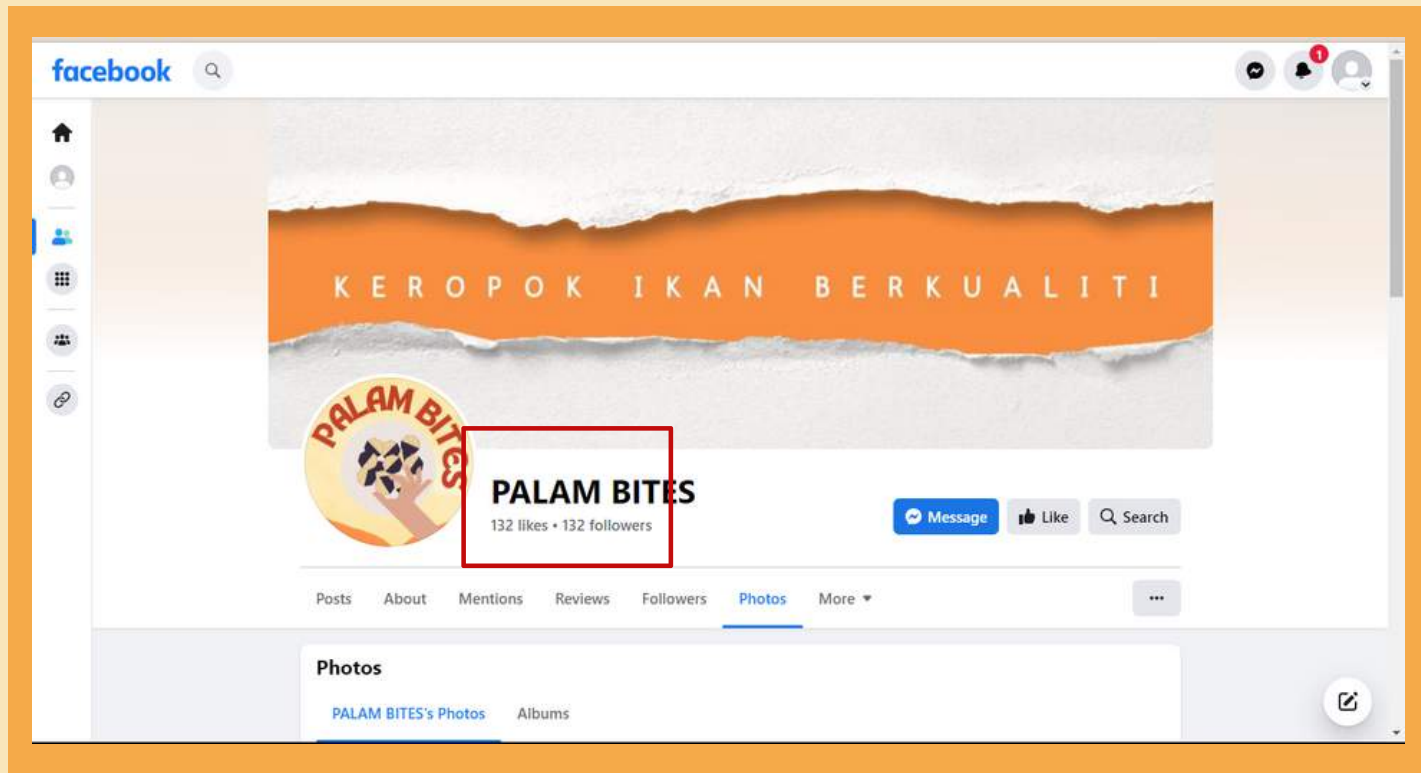 facebook
1
KEROPOK IKAN BERKUALITI
PALAM BITES
PALAM BITES
132 likes • 132 followers
Message
Like
Search
Posts About Mentions Reviews Followers Photos More
Photos
PALAM BITES's Photos Albums